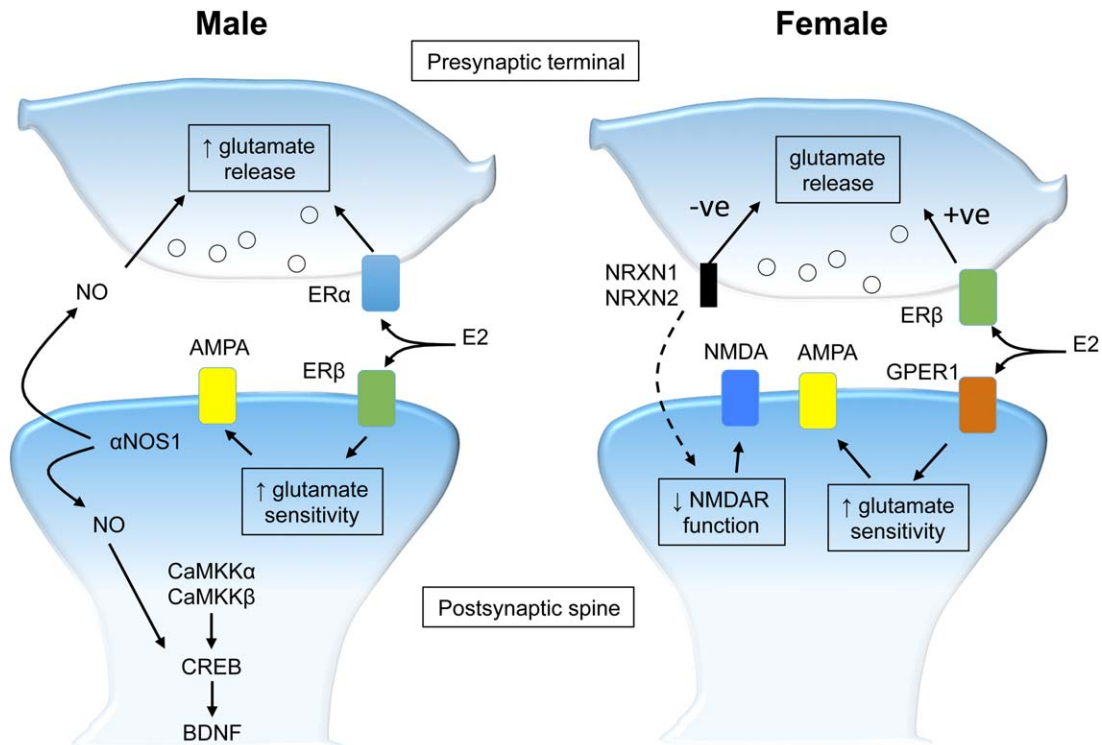 Male
Female
Presynaptic terminal
↑ glutamate
release
glutamate
release
-ve
+ve
NO
ERα
E2
AMPA
ERβ
αNOS1
↑ glutamate
sensitivity
NO
CaMKKα
CaMKKβ
CREB
BDNF
NRXN1
NRXN2
ERβ
E2
NMDA
AMPA
GPER1
↓ NMDAR
function
↑ glutamate
sensitivity
Postsynaptic spine